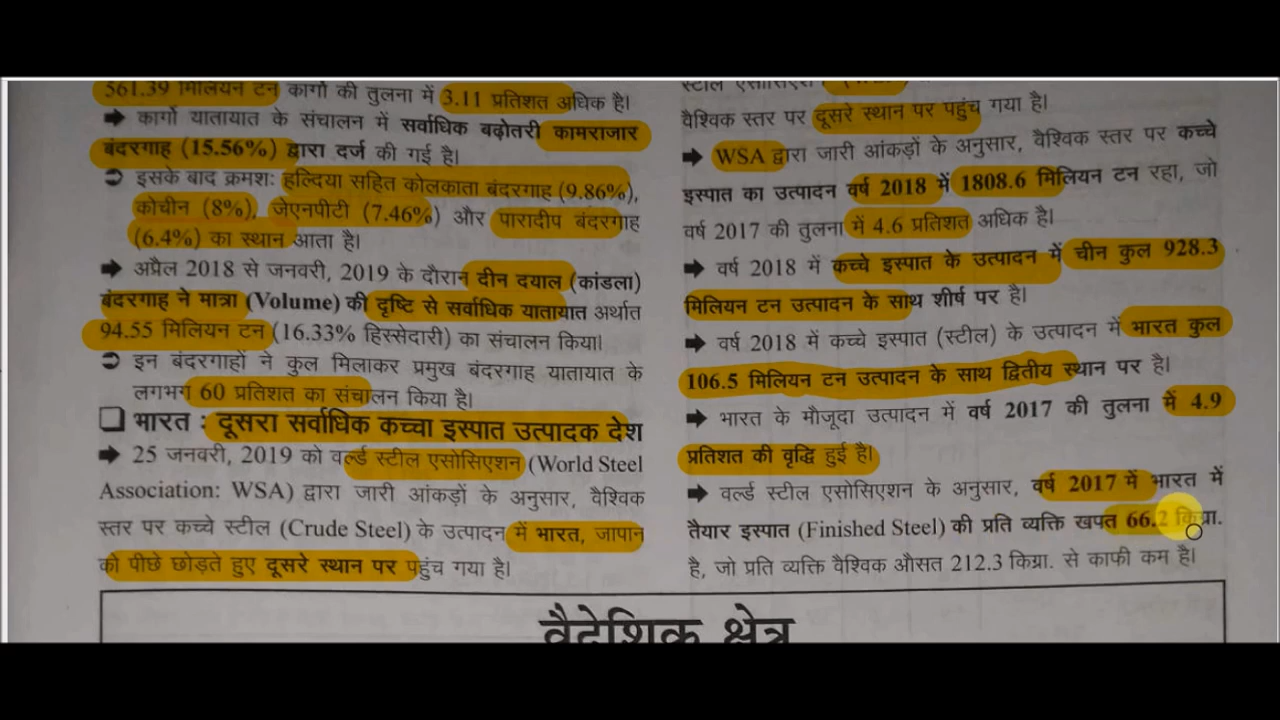 561.39 मिलियन टन कार्गो की तुलना में 3.11 प्रतिशत अधिक है।
➡ कार्गो यातायात के संचालन में सर्वाधिक बढ़ोतरी कामराजार
बंदरगाह (15.56%) द्वारा दर्ज की गई है।
➲ इसके बाद क्रमशः हल्दिया सहित कोलकाता बंदरगाह (9.86%),
कोचीन (8%), जेएनपीटी (7.46%) और पारादीप बंदरगाह
(6.4%) का स्थान आता है।
➡ अप्रैल 2018 से जनवरी, 2019 के दौरान दीन दयाल (कांडला)
बंदरगाह ने मात्रा (Volume) की दृष्टि से सर्वाधिक यातायात अर्थात
94.55 मिलियन टन (16.33% हिस्सेदारी) का संचालन किया।
➲ इन बंदरगाहों ने कुल मिलाकर प्रमुख बंदरगाह यातायात के
लगभग 60 प्रतिशत का संचालन किया है।
❑ भारत : दूसरा सर्वाधिक कच्चा इस्पात उत्पादक देश
➡ 25 जनवरी, 2019 को वर्ल्ड स्टील एसोसिएशन (World Steel
Association: WSA) द्वारा जारी आंकड़ों के अनुसार, वैश्विक
स्तर पर कच्चे स्टील (Crude Steel) के उत्पादन में भारत, जापान
को पीछे छोड़ते हुए दूसरे स्थान पर पहुंच गया है।
स्टील एसोसिएशन
वैश्विक स्तर पर दूसरे स्थान पर पहुंच गया है।
➡ WSA द्वारा जारी आंकड़ों के अनुसार, वैश्विक स्तर पर कच्चे
इस्पात का उत्पादन वर्ष 2018 में 1808.6 मिलियन टन रहा, जो
वर्ष 2017 की तुलना में 4.6 प्रतिशत अधिक है।
➡ वर्ष 2018 में कच्चे इस्पात के उत्पादन में चीन कुल 928.3
मिलियन टन उत्पादन के साथ शीर्ष पर है।
➡ वर्ष 2018 में कच्चे इस्पात (स्टील) के उत्पादन में भारत कुल
106.5 मिलियन टन उत्पादन के साथ द्वितीय स्थान पर है।
➡ भारत के मौजूदा उत्पादन में वर्ष 2017 की तुलना में 4.9
प्रतिशत की वृद्धि हुई है।
➡ वर्ल्ड स्टील एसोसिएशन के अनुसार, वर्ष 2017 में भारत में
तैयार इस्पात (Finished Steel) की प्रति व्यक्ति खपत 66.2 किग्रा.
है, जो प्रति व्यक्ति वैश्विक औसत 212.3 किग्रा. से काफी कम है।
वैदेशिक क्षेत्र